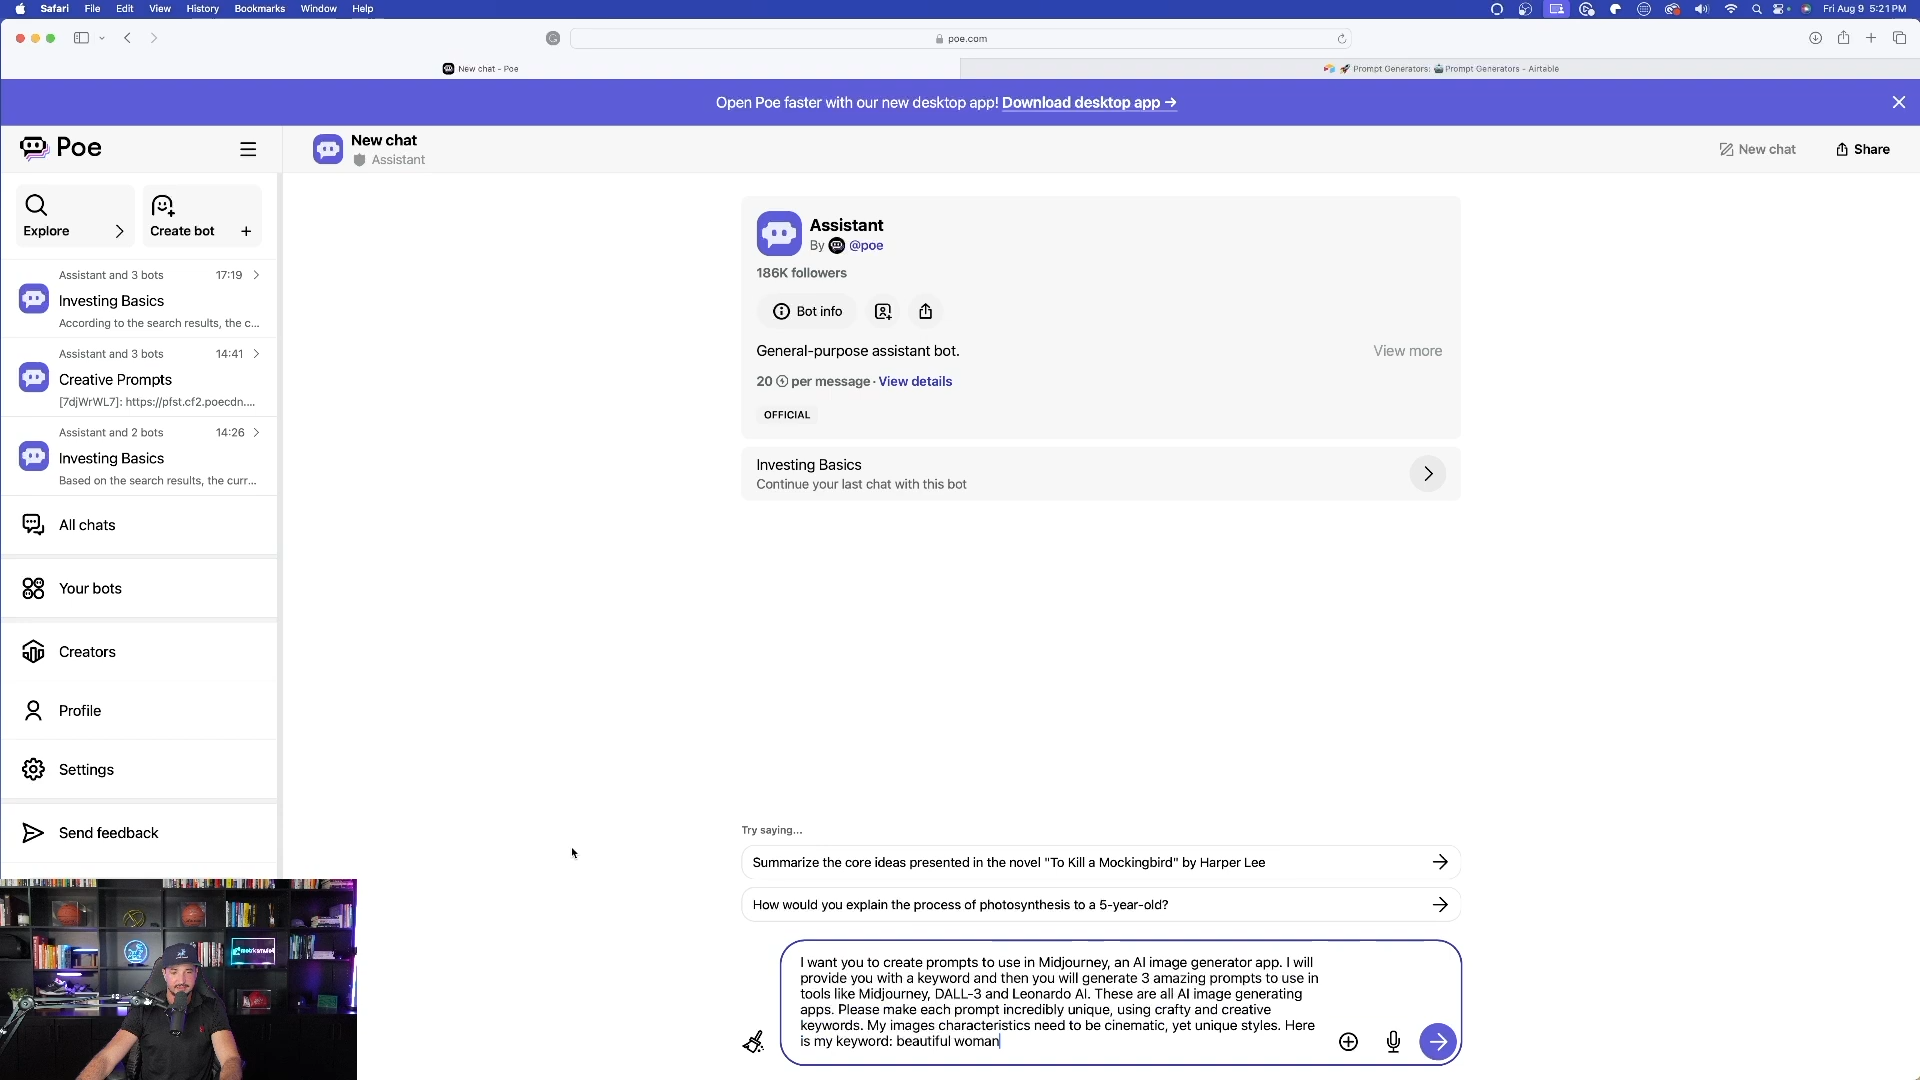 Safari File Edit View History Bookmarks Window Help
Fri Aug 9 5:21 PM
poe.com
New chat - Poe
Prompt Generators: Prompt Generators - Airtable
Open Poe faster with our new desktop app! Download desktop app →
Poe
New chat
Assistant
New chat
Share
Explore
Create bot
Assistant and 3 bots 17:19
Investing Basics
According to the search results, the c...
Assistant and 3 bots 14:41
Creative Prompts
[7djWrWL7]: https://pfst.cf2.poecdn....
Assistant and 2 bots 14:26
Investing Basics
Based on the search results, the curr...
All chats
Your bots
Creators
Profile
Settings
Send feedback
Assistant
By @poe
186K followers
Bot info
General-purpose assistant bot.
View more
20 per message · View details
OFFICIAL
Investing Basics
Continue your last chat with this bot
Try saying...
Summarize the core ideas presented in the novel "To Kill a Mockingbird" by Harper Lee
How would you explain the process of photosynthesis to a 5-year-old?
I want you to create prompts to use in Midjourney, an AI image generator app. I will
provide you with a keyword and then you will generate 3 amazing prompts to use in
tools like Midjourney, DALL-3 and Leonardo AI. These are all AI image generating
apps. Please make each prompt incredibly unique, using crafty and creative
keywords. My images characteristics need to be cinematic, yet unique styles. Here
is my keyword: beautiful woman